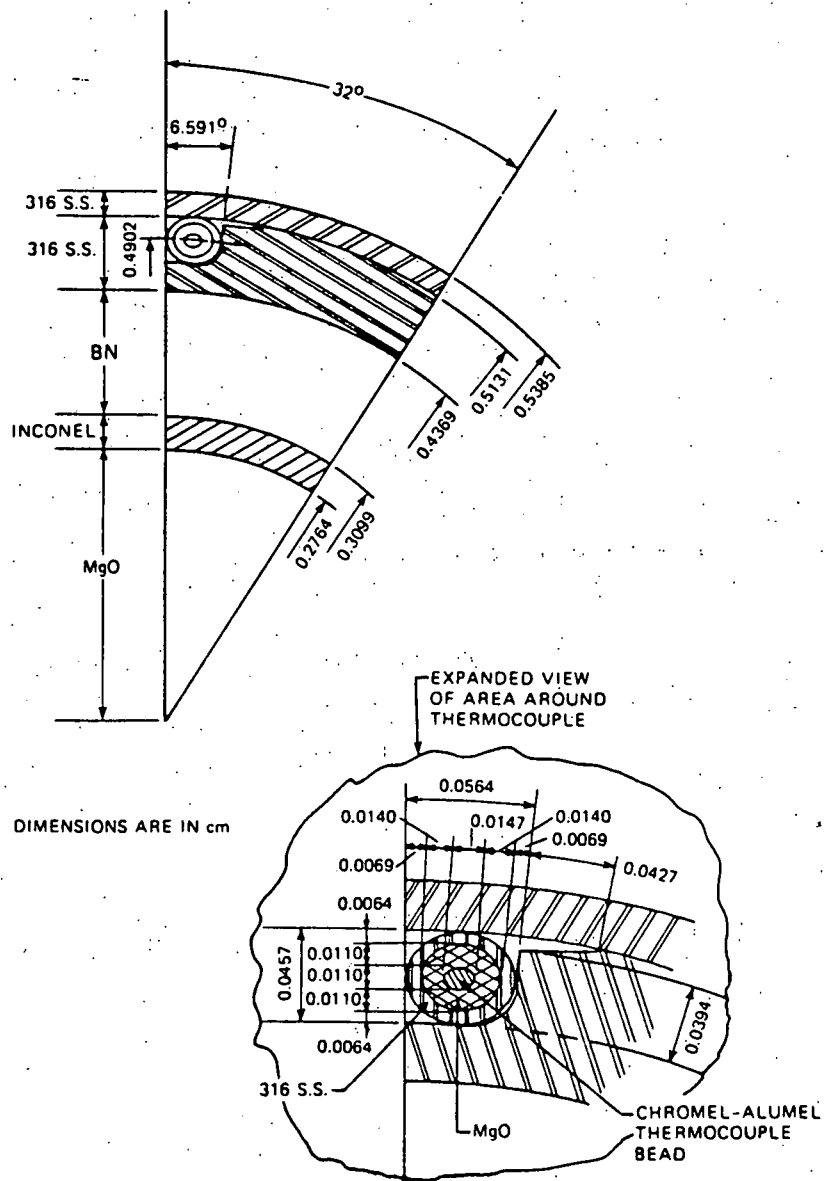 32º
6.591º
316 S.S.
316 S.S.
0.4902
BN
INCONEL
MgO
0.5385
0.5131
0.4369
0.3099
0.2764
EXPANDED VIEW
OF AREA AROUND
THERMOCOUPLE
DIMENSIONS ARE IN cm
0.0564
0.0140
0.0147
0.0140
0.0069
0.0069
0.0427
0.0064
0.0457
0.0110
0.0110
0.0110
0.0064
0.0394
316 S.S.
MgO
CHROMEL-ALUMEL
THERMOCOUPLE
BEAD